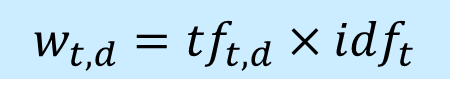 w_{t,d} = tf_{t,d} × idf_t